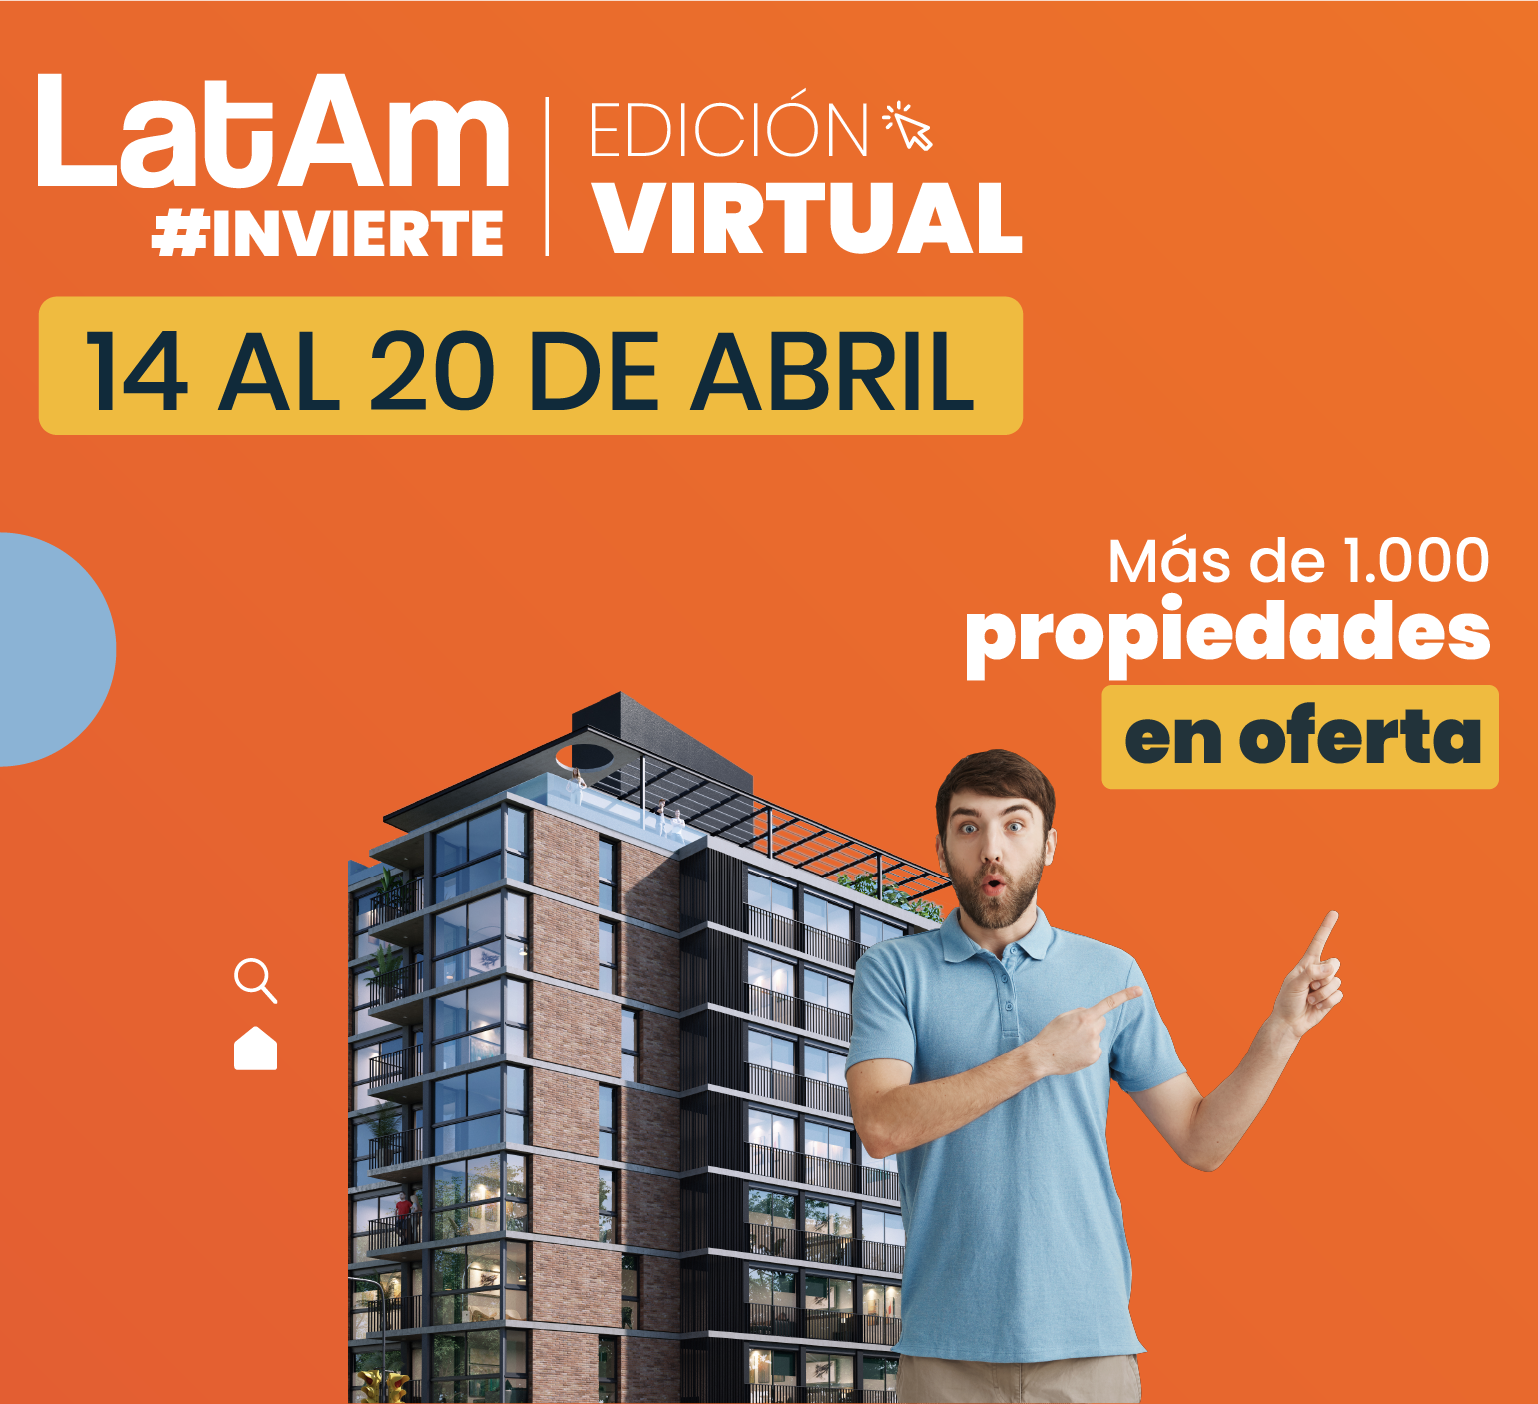 LatAm
#INVIERTE
EDICIÓN
VIRTUAL
14 AL 20 DE ABRIL
Más de 1.000
propiedades
en oferta